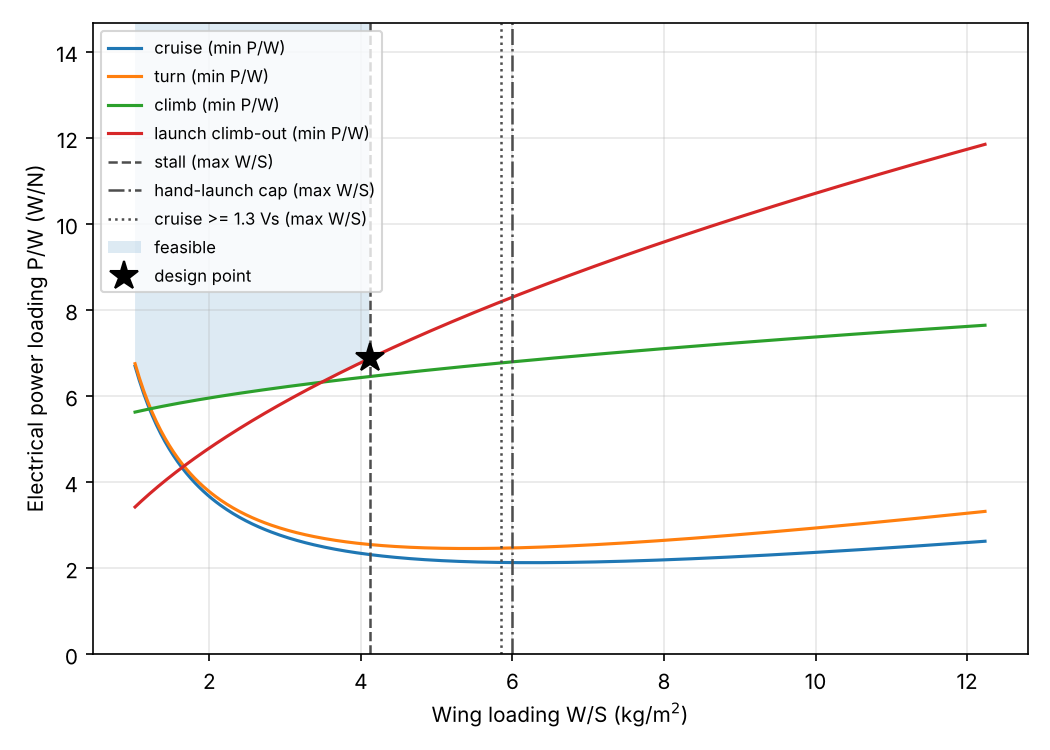 cruise (min P/W)
turn (min P/W)
climb (min P/W)
launch climb-out (min P/W)
stall (max W/S)
hand-launch cap (max W/S)
cruise >= 1.3 Vs (max W/S)
feasible
design point
Electrical power loading P/W (W/N)
14
12
10
8
6
4
2
0
2 4 6 8 10 12
Wing loading W/S (kg/m²)